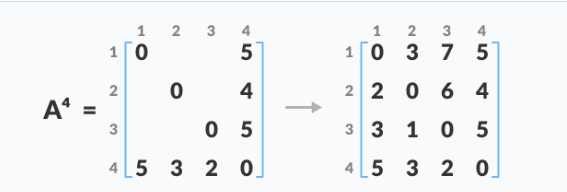 1 2 3 4 1 2 3 4
1 0 5 1 0 3 7 5
A⁴ = 2 0 4 → 2 2 0 6 4
3 0 5 3 3 1 0 5
4 5 3 2 0 4 5 3 2 0